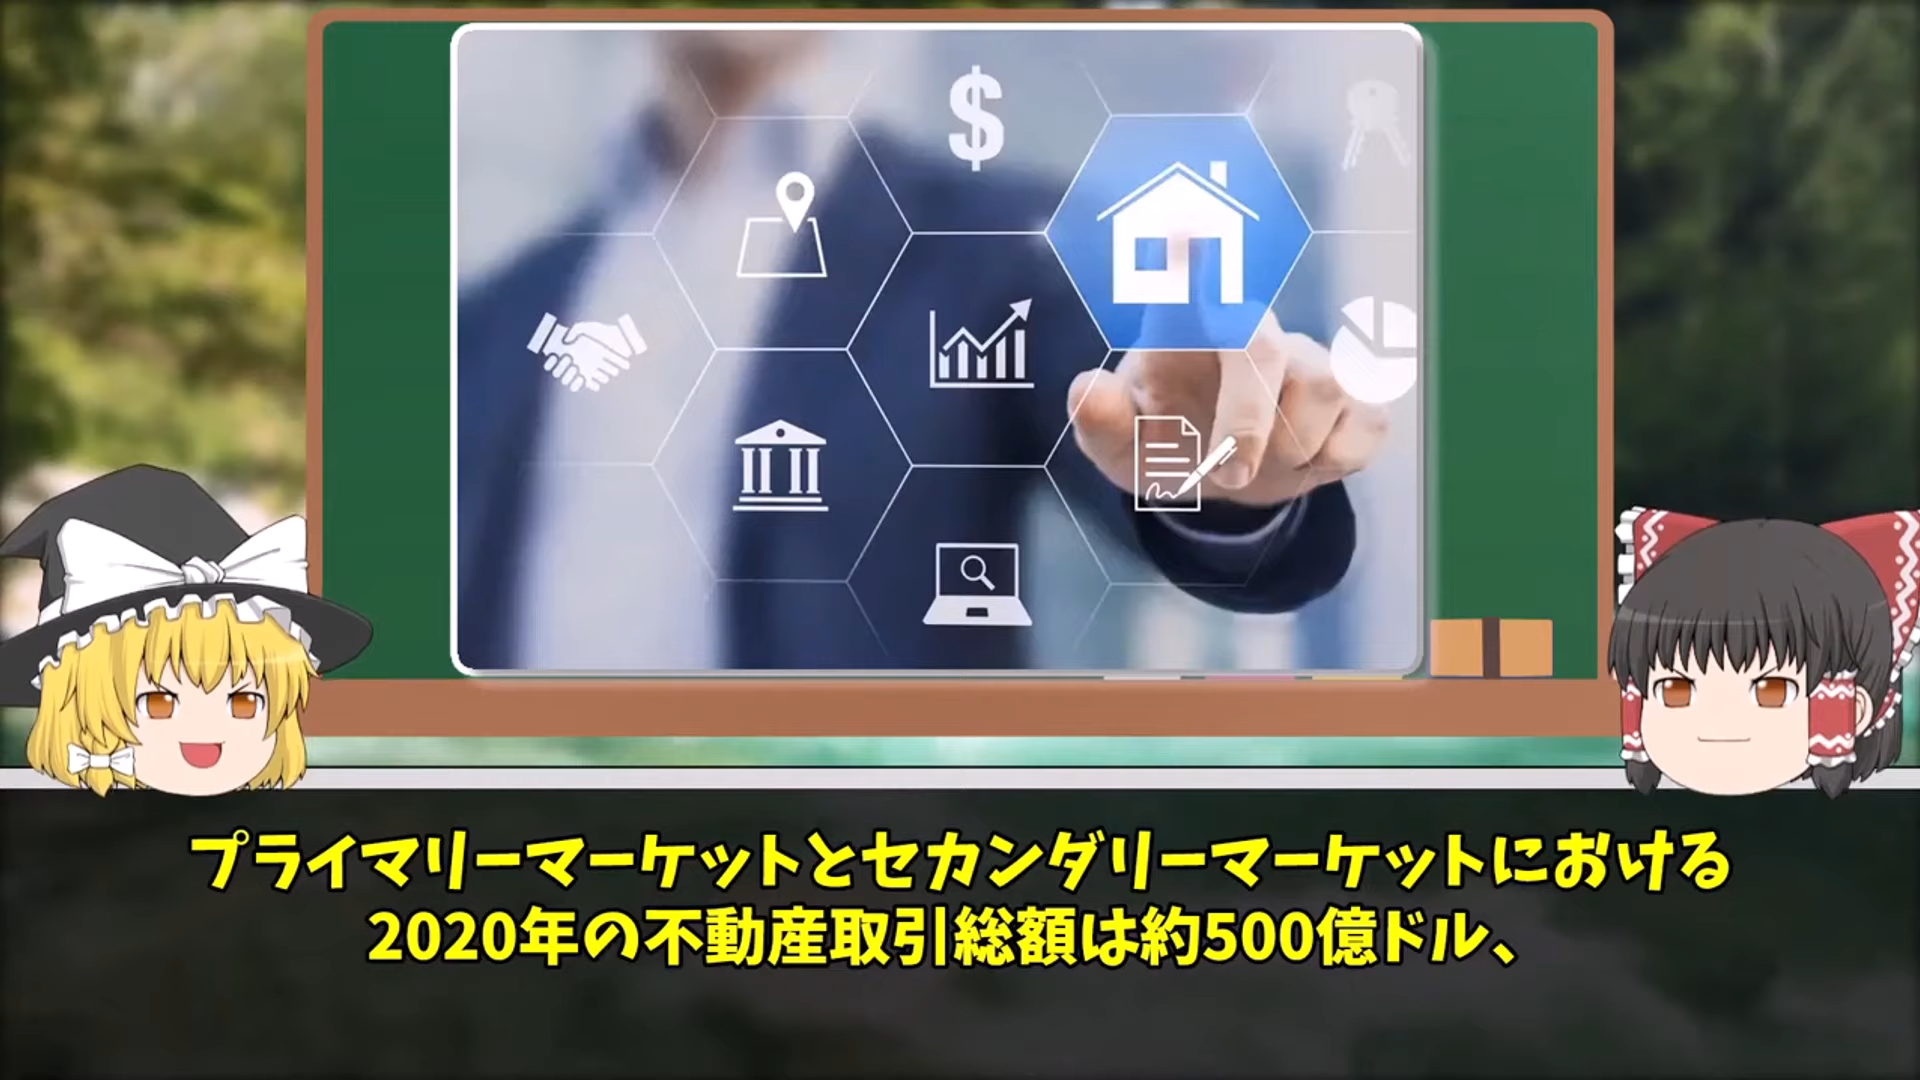 $
プライマリーマーケットとセカンダリーマーケットにおける
2020年の不動産取引総額は約500億ドル、